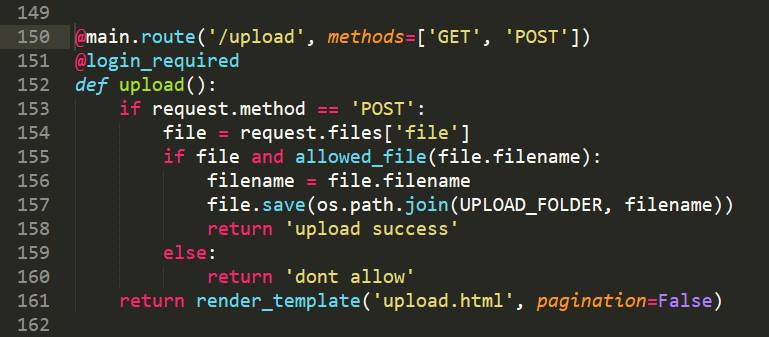 149
150 @main.route('/upload', methods=['GET', 'POST'])
151 @login_required
152 def upload():
153     if request.method == 'POST':
154         file = request.files['file']
155         if file and allowed_file(file.filename):
156             filename = file.filename
157             file.save(os.path.join(UPLOAD_FOLDER, filename))
158             return 'upload success'
159         else:
160             return 'dont allow'
161     return render_template('upload.html', pagination=False)
162